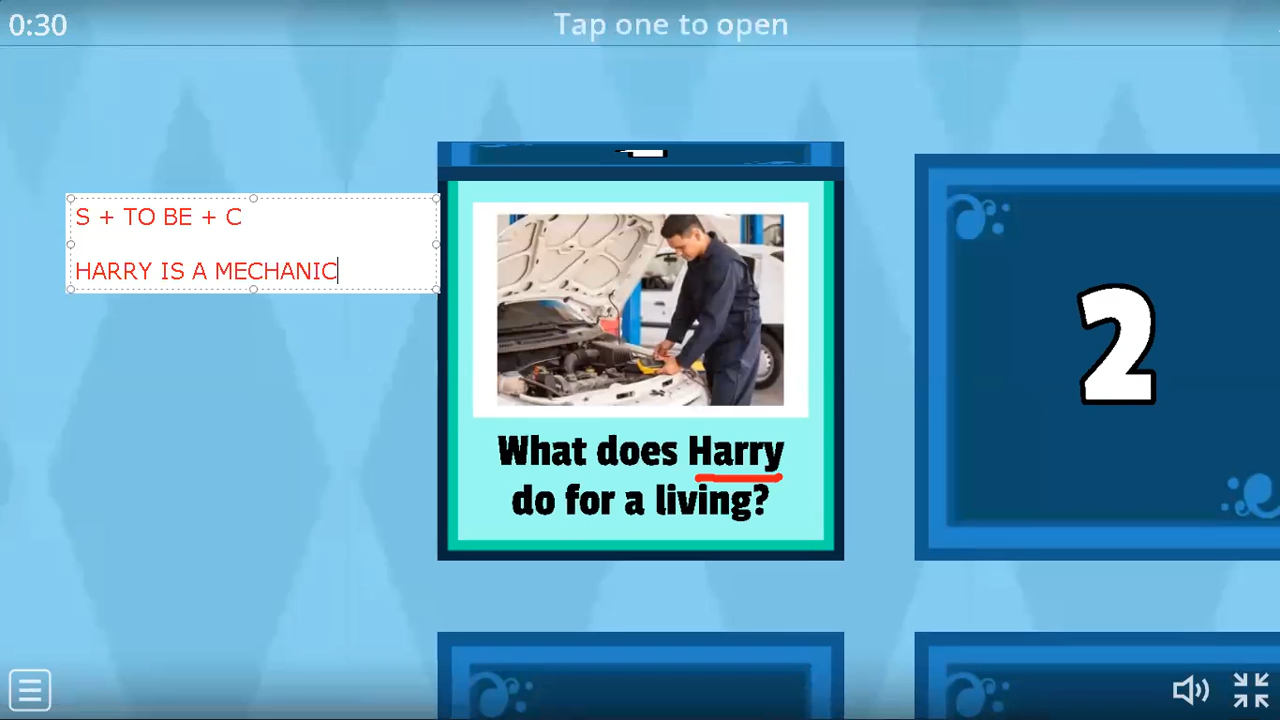 0:30
Tap one to open
S + TO BE + C
HARRY IS A MECHANIC
What does Harry
do for a living?
2